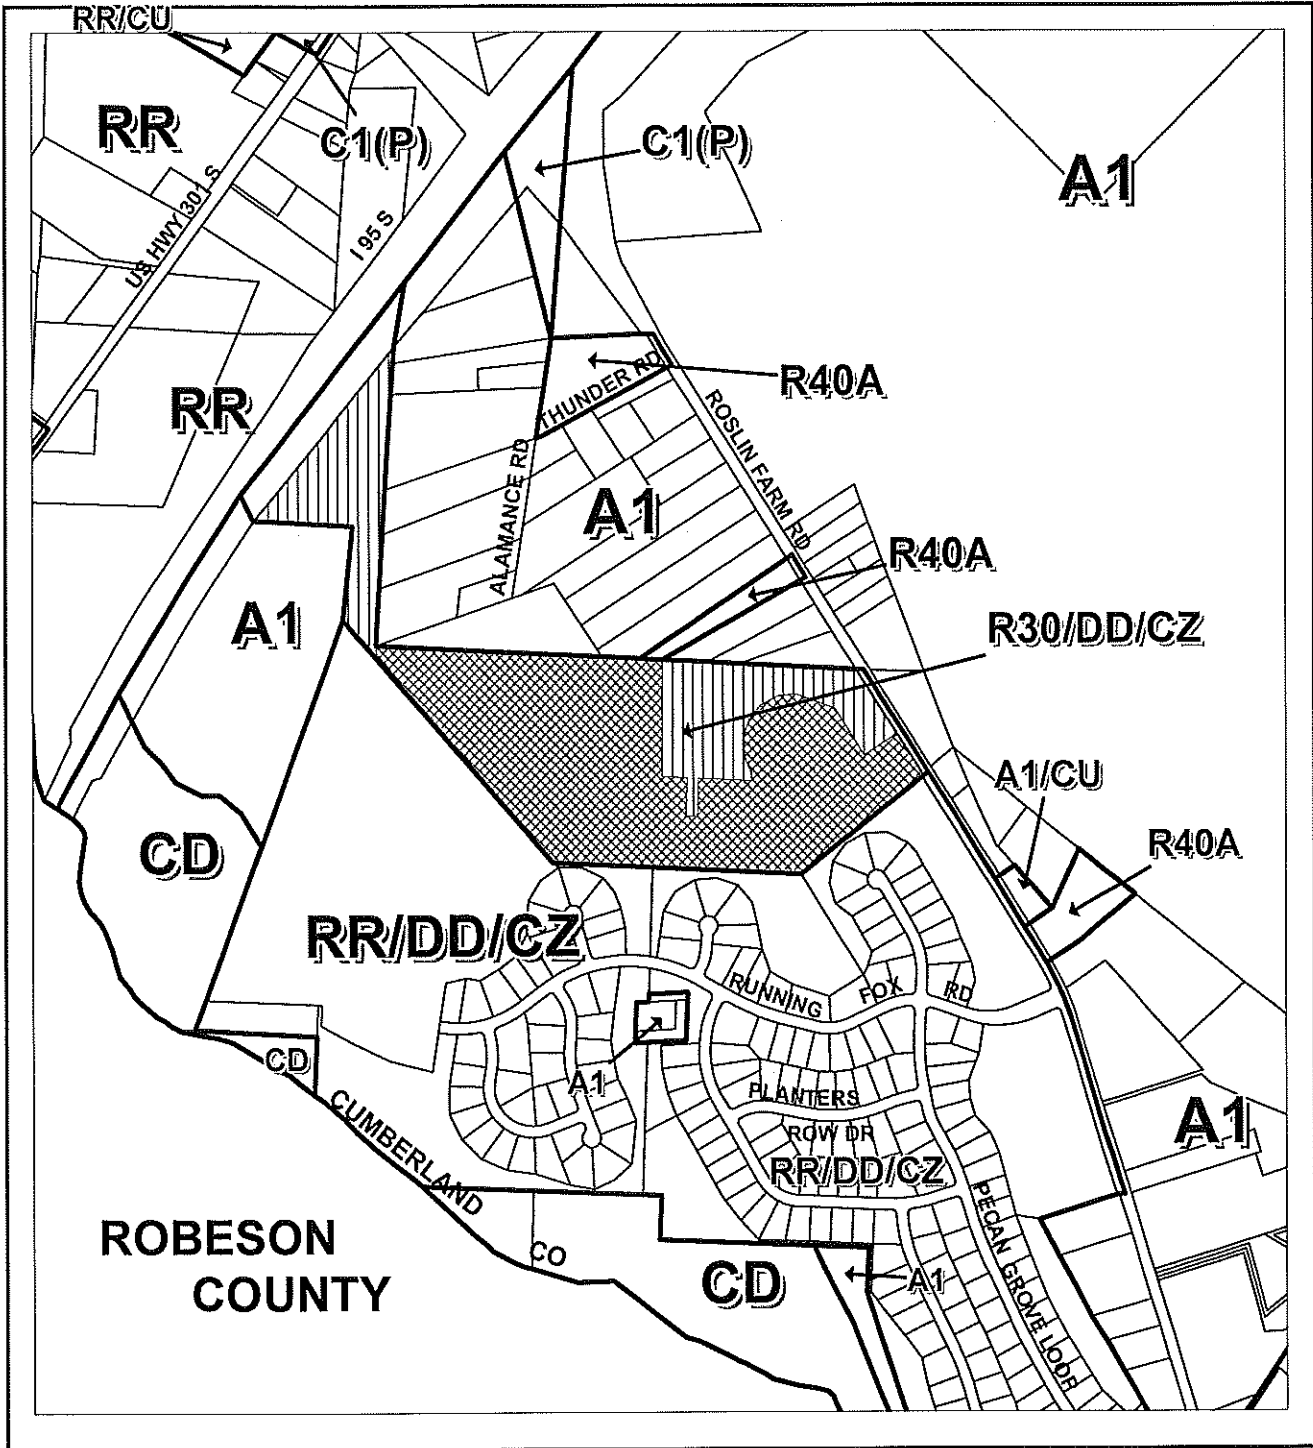 RR/CU
RR
C1(P)
C1(P)
A1
US HWY 301 S
I 95 S
R40A
THUNDER RD
RR
ROSLIN FARM RD
ALAMANCE RD
A1
R40A
A1
R30/DD/CZ
A1/CU
R40A
CD
RR/DD/CZ
RUNNING FOX RD
CD
A1
PLANTERS
ROW DR
CUMBERLAND CO
A1
RR/DD/CZ
PECAN GROVE LOOP
ROBESON
COUNTY
CD
A1